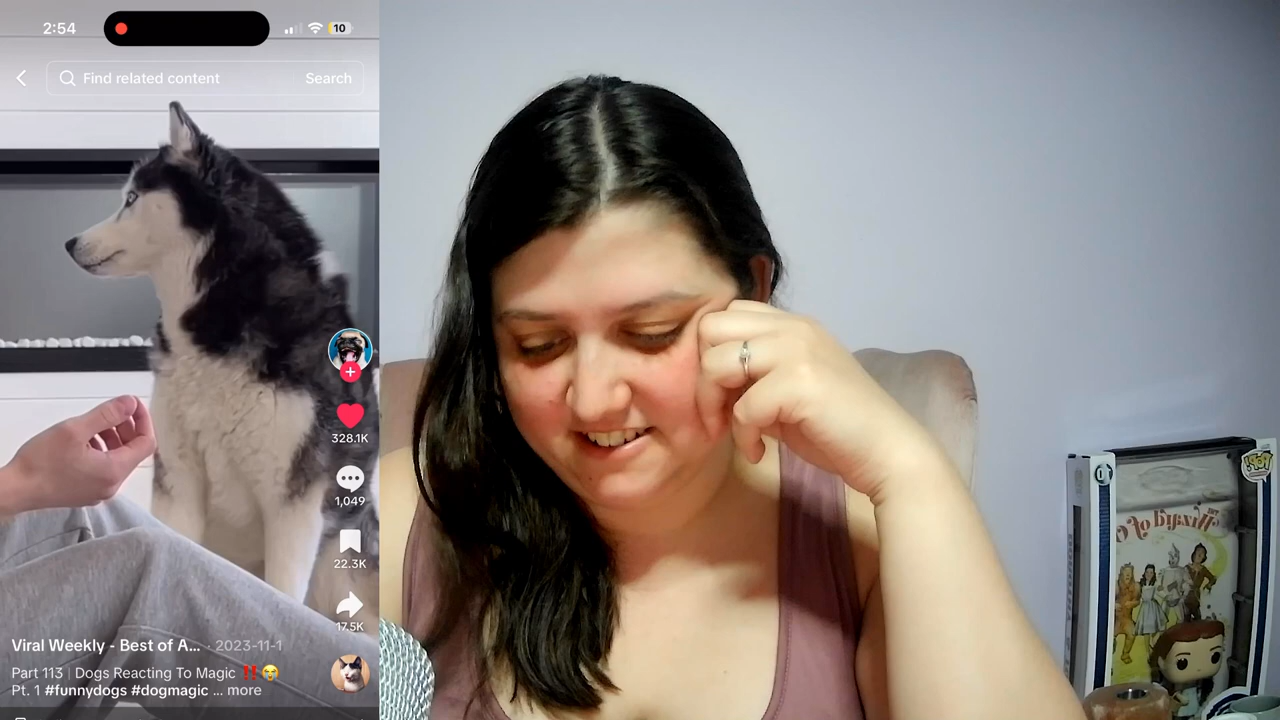 2:54
10
Find related content
Search
328.1K
1,049
22.3K
17.5K
Viral Weekly - Best of A... · 2023-11-1
Part 113 | Dogs Reacting To Magic ‼️😭
Pt. 1 #funnydogs #dogmagic ... more
POP!
THE
Wizard of Oz